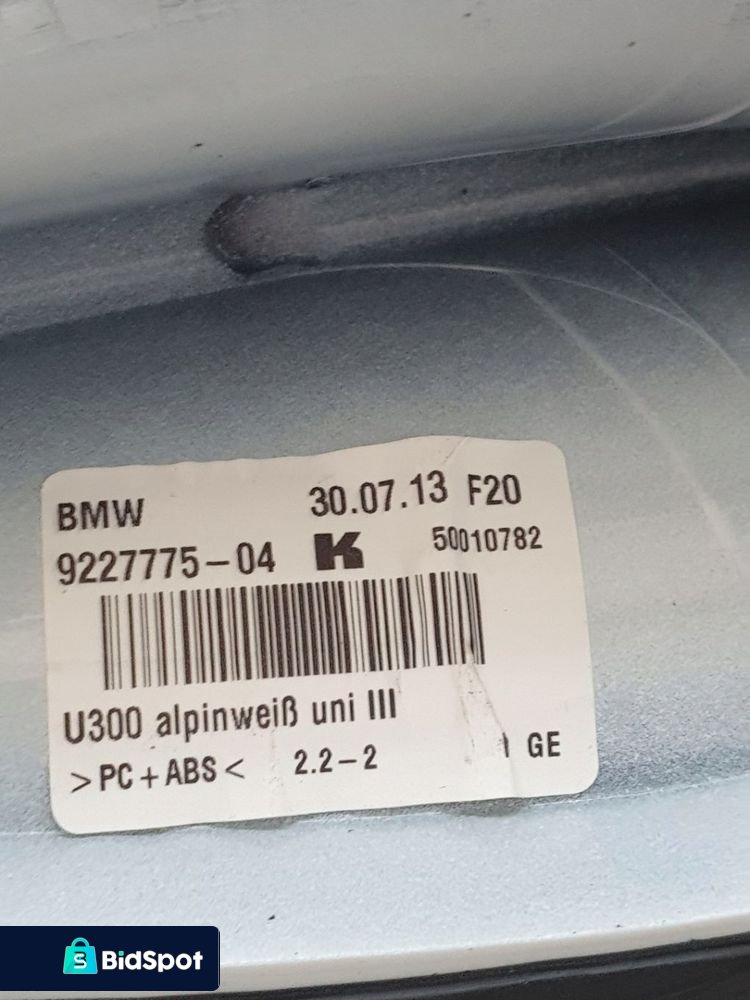 BMW 30.07.13 F20
9227775-04 K 50010782
U300 alpinweiß uni III
>PC+ABS< 2.2-2 GE
BidSpot